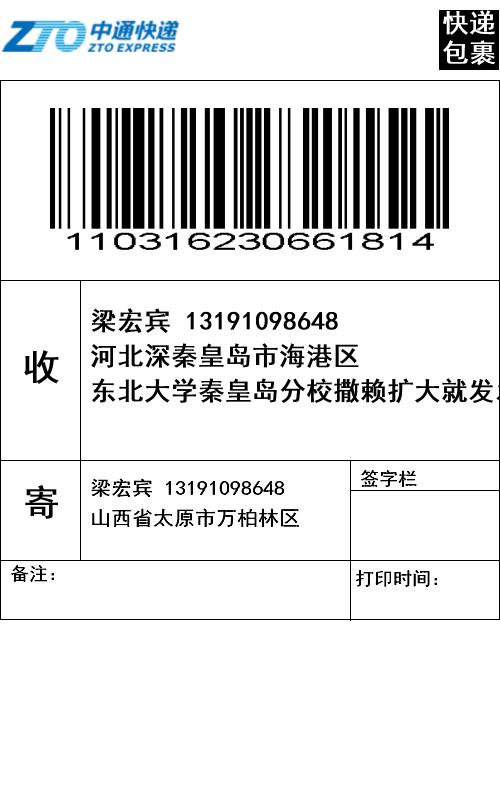 ZTO 中通快递
ZTO EXPRESS
快递
包裹
110316230661814
收
梁宏宾 13191098648
河北深秦皇岛市海港区
东北大学秦皇岛分校撒赖扩大就发
寄
梁宏宾 13191098648
山西省太原市万柏林区
签字栏
备注:
打印时间: